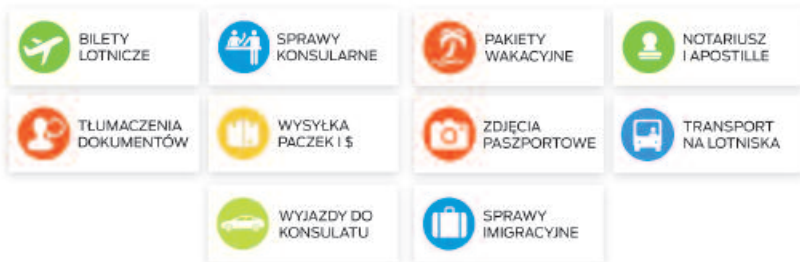 BILETY
LOTNICZE
SPRAWY
KONSULARNE
PAKIETY
WAKACYJNE
NOTARIUSZ
I APOSTILLE
TŁUMACZENIA
DOKUMENTÓW
WYSYŁKA
PACZEK I $
ZDJĘCIA
PASZPORTOWE
TRANSPORT
NA LOTNISKA
WYJAZDY DO
KONSULATU
SPRAWY
IMIGRACYJNE